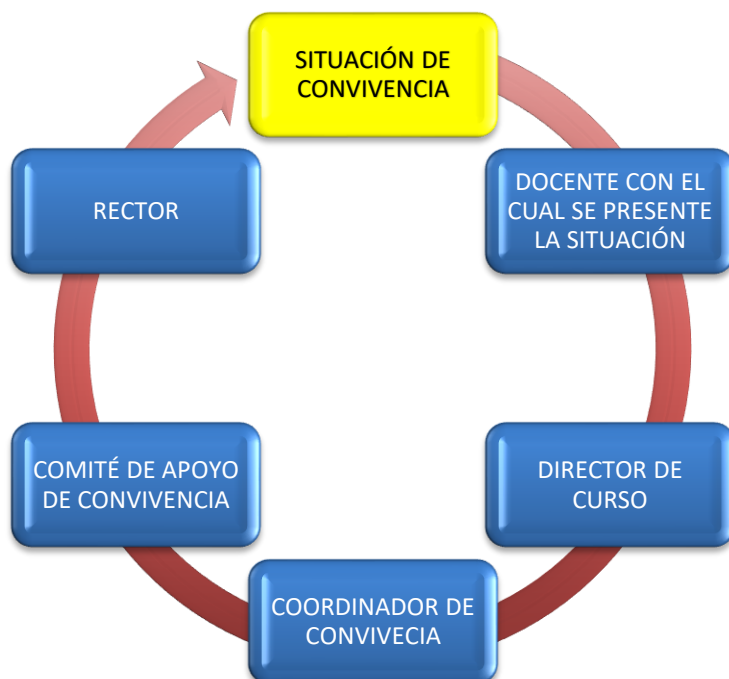 SITUACIÓN DE
CONVIVENCIA
DOCENTE CON EL
CUAL SE PRESENTE
LA SITUACIÓN
DIRECTOR DE
CURSO
COORDINADOR DE
CONVIVECIA
COMITÉ DE APOYO
DE CONVIVENCIA
RECTOR